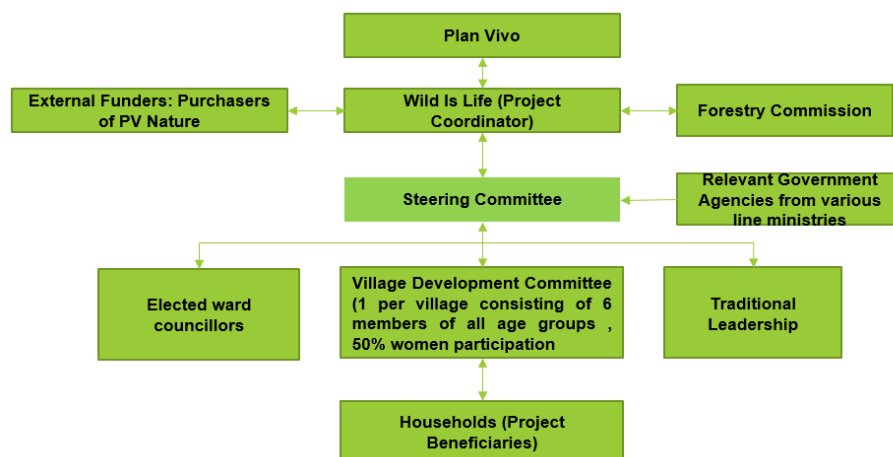 Plan Vivo
External Funders: Purchasers
of PV Nature
Wild Is Life (Project
Coordinator)
Forestry Commission
Steering Committee
Relevant Government
Agencies from various
line ministries
Elected ward
councillors
Village Development Committee
(1 per village consisting of 6
members of all age groups ,
50% women participation
Traditional
Leadership
Households (Project
Beneficiaries)